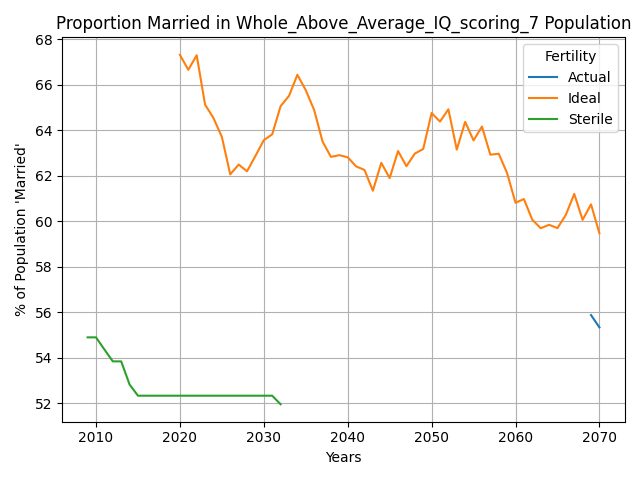 Proportion Married in Whole_Above_Average_IQ_scoring_7 Population
% of Population 'Married'
68
66
64
62
60
58
56
54
52
Fertility
Actual
Ideal
Sterile
2010 2020 2030 2040 2050 2060 2070
Years